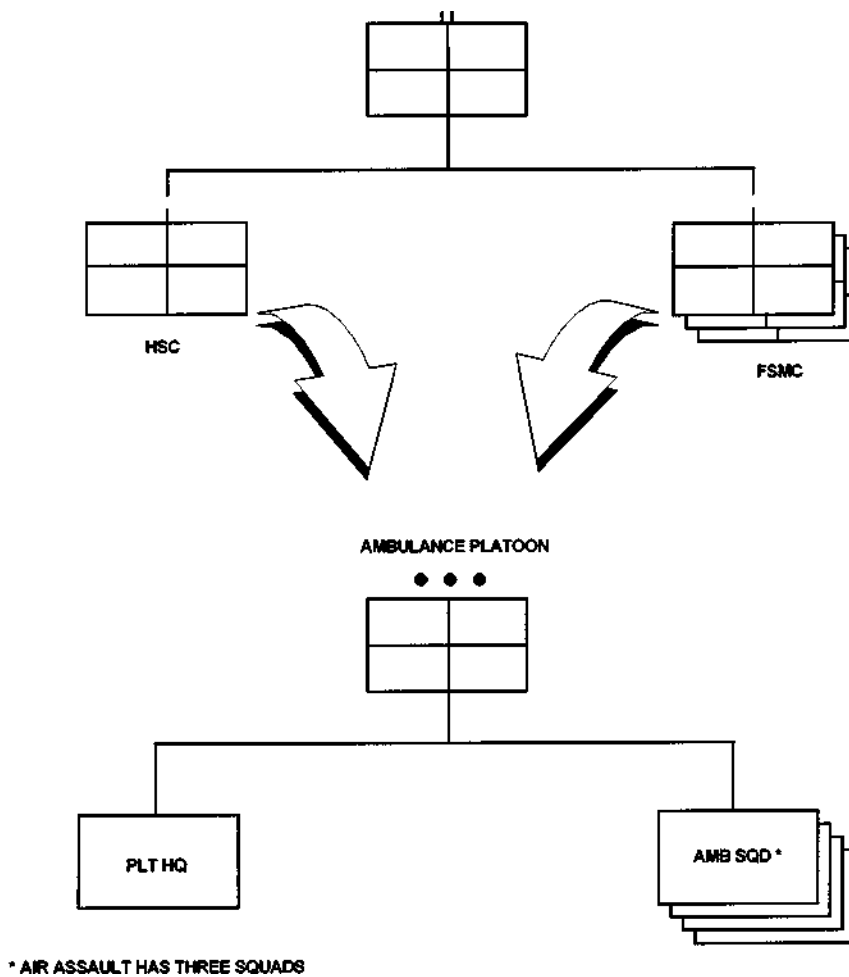 HSC
FSMC
AMBULANCE PLATOON
PLT HQ
AMB SQD *
* AIR ASSAULT HAS THREE SQUADS